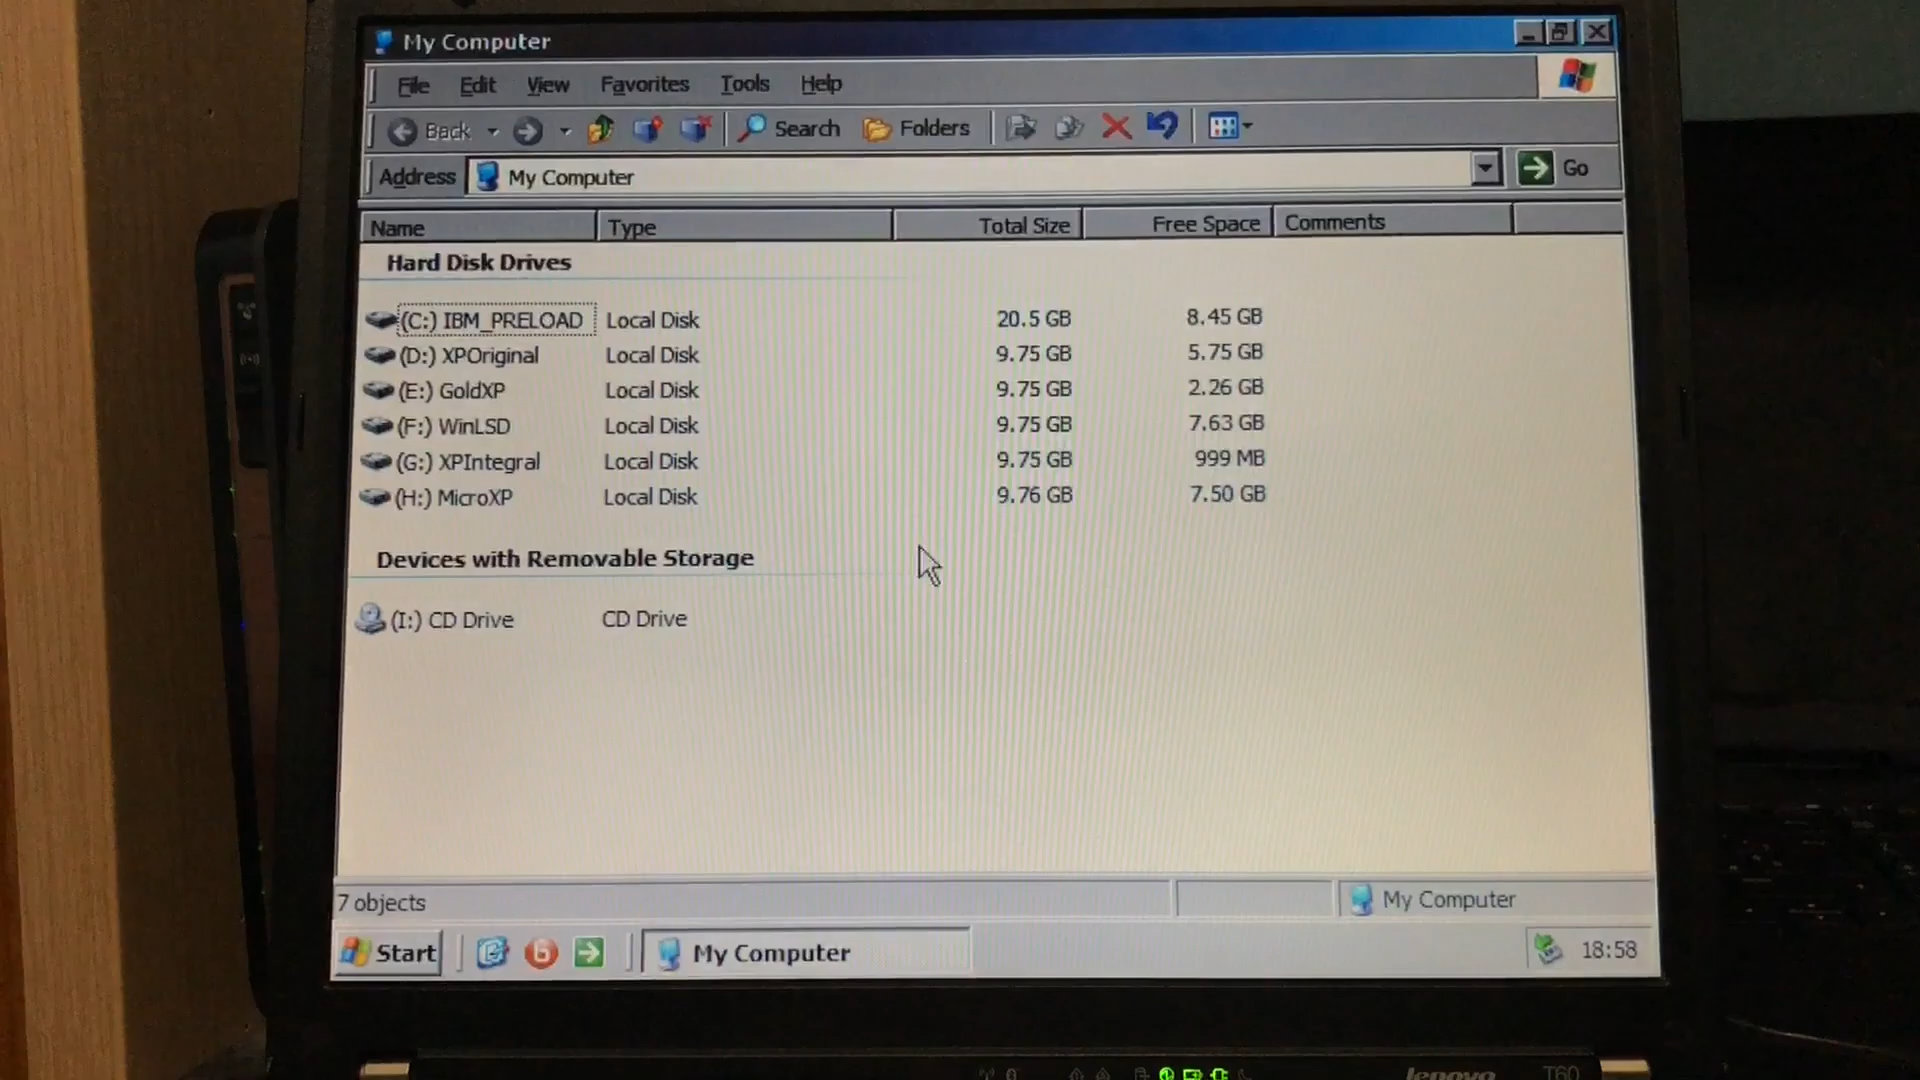 My Computer
File Edit View Favorites Tools Help
Back Search Folders
Address My Computer Go
Name Type Total Size Free Space Comments
Hard Disk Drives
(C:) IBM_PRELOAD Local Disk 20.5 GB 8.45 GB
(D:) XPOriginal Local Disk 9.75 GB 5.75 GB
(E:) GoldXP Local Disk 9.75 GB 2.26 GB
(F:) WinLSD Local Disk 9.75 GB 7.63 GB
(G:) XPIntegral Local Disk 9.75 GB 999 MB
(H:) MicroXP Local Disk 9.76 GB 7.50 GB
Devices with Removable Storage
(I:) CD Drive CD Drive
7 objects My Computer
Start My Computer 18:58
lenovo T60